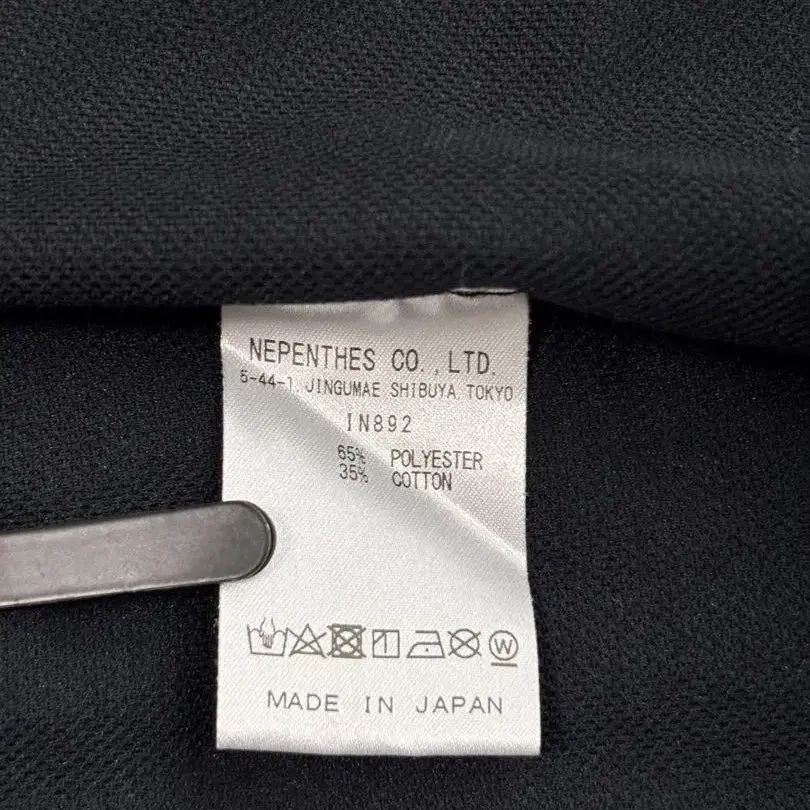 NEPENTHES CO.,LTD.
5-44-1, JINGUMAE SHIBUYA TOKYO
IN892
65% POLYESTER
35% COTTON
W
MADE IN JAPAN